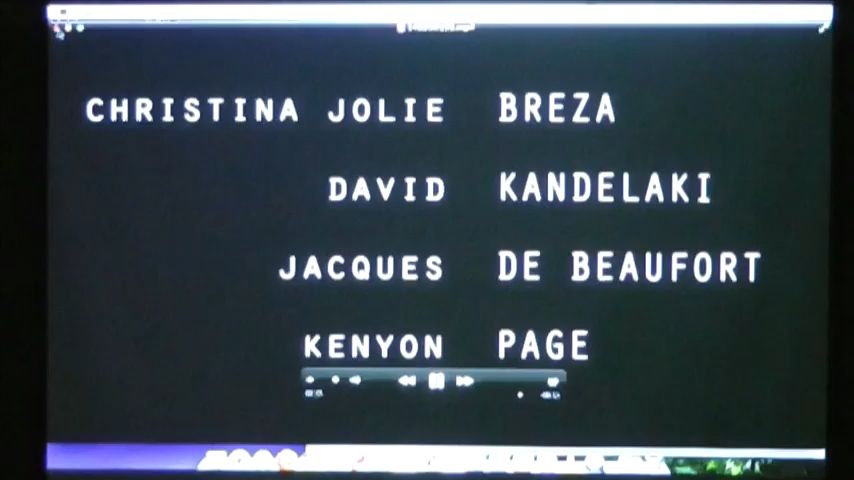 CHRISTINA JOLIE BREZA
DAVID KANDELAKI
JACQUES DE BEAUFORT
KENYON PAGE